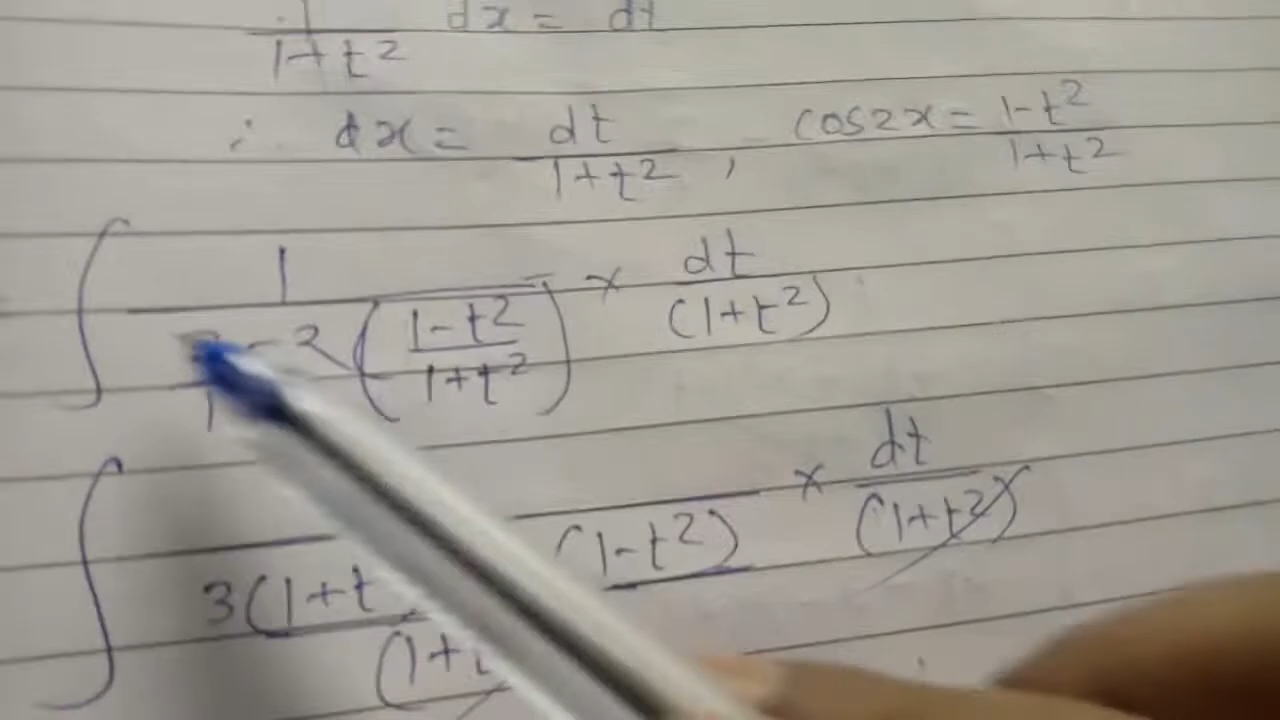 1/(1+t²) dx = dt
∴ dx = dt/(1+t²), cos2x = (1-t²)/(1+t²)
∫ 1/( - 2((1-t²)/(1+t²))) × dt/(1+t²)
∫ /(3(1+t (1-t²)/(1+t) × dt/(1+t²)